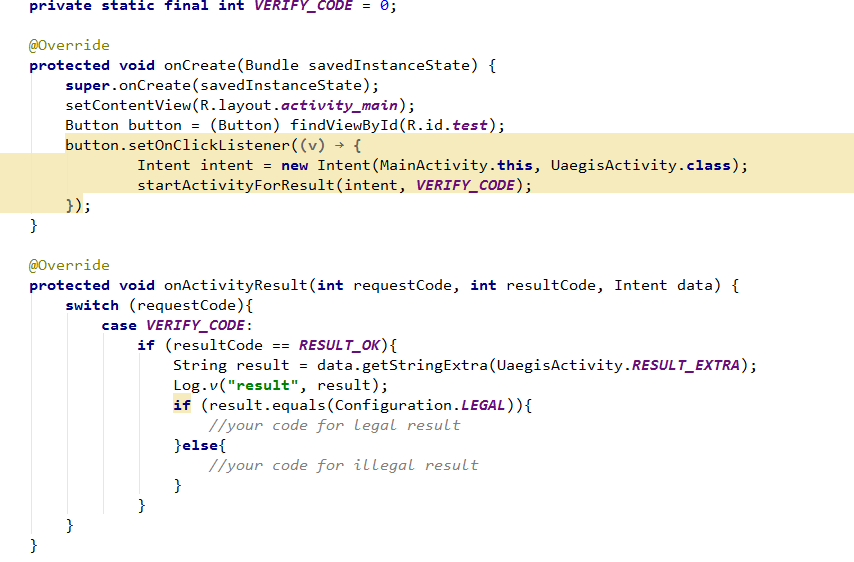 private static final int VERIFY_CODE = 0;
@Override
protected void onCreate(Bundle savedInstanceState) {
    super.onCreate(savedInstanceState);
    setContentView(R.layout.activity_main);
    Button button = (Button) findViewById(R.id.test);
    button.setOnClickListener((v) → {
            Intent intent = new Intent(MainActivity.this, UaegisActivity.class);
            startActivityForResult(intent, VERIFY_CODE);
    });
}
@Override
protected void onActivityResult(int requestCode, int resultCode, Intent data) {
    switch (requestCode){
        case VERIFY_CODE:
            if (resultCode == RESULT_OK){
                String result = data.getStringExtra(UaegisActivity.RESULT_EXTRA);
                Log.v("result", result);
                if (result.equals(Configuration.LEGAL)){
                    //your code for legal result
                }else{
                    //your code for illegal result
                }
            }
    }
}